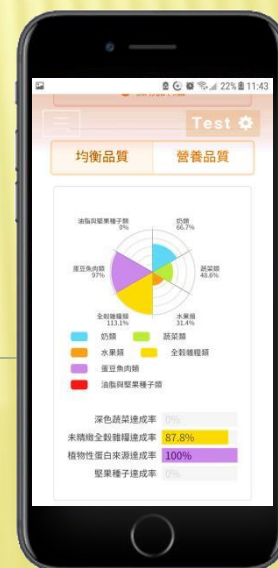 22% 11:43
Test
均衡品質 營養品質
油脂與堅果種子類
0%
奶類
66.7%
蛋豆魚肉類
97%
蔬菜類
48.6%
全穀雜糧類
113.1%
水果類
31.4%
奶類 蔬菜類
水果類 全穀雜糧類
蛋豆魚肉類
油脂與堅果種子類
深色蔬菜達成率 0%
未精緻全穀雜糧達成率 87.8%
植物性蛋白來源達成率 100%
堅果種子達成率 0%